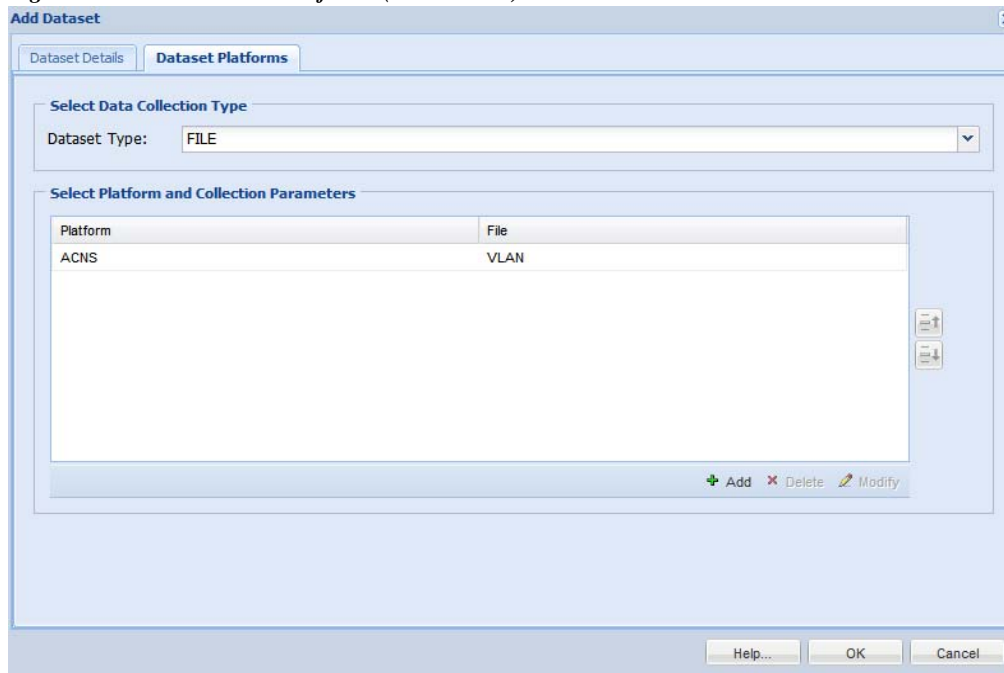 Add Dataset
Dataset Details Dataset Platforms
Select Data Collection Type
Dataset Type: FILE
Select Platform and Collection Parameters
Platform File
ACNS VLAN
Add Delete Modify
Help... OK Cancel